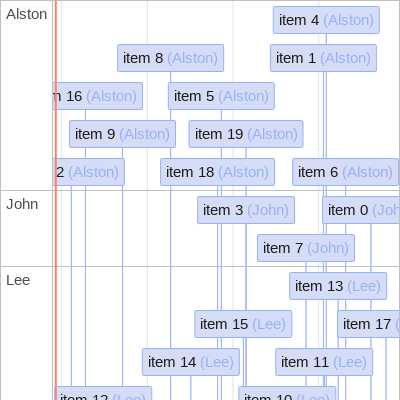 Alston
item 4 (Alston)
item 8 (Alston)
item 1 (Alston)
16 (Alston)
item 5 (Alston)
item 9 (Alston)
item 19 (Alston)
2 (Alston)
item 18 (Alston)
item 6 (Alston)
John
item 3 (John)
item 0 (Joh
item 7 (John)
Lee
item 13 (Lee)
item 15 (Lee)
item 17 (
item 14 (Lee)
item 11 (Lee)
item 12 (Lee)
item 10 (Lee)